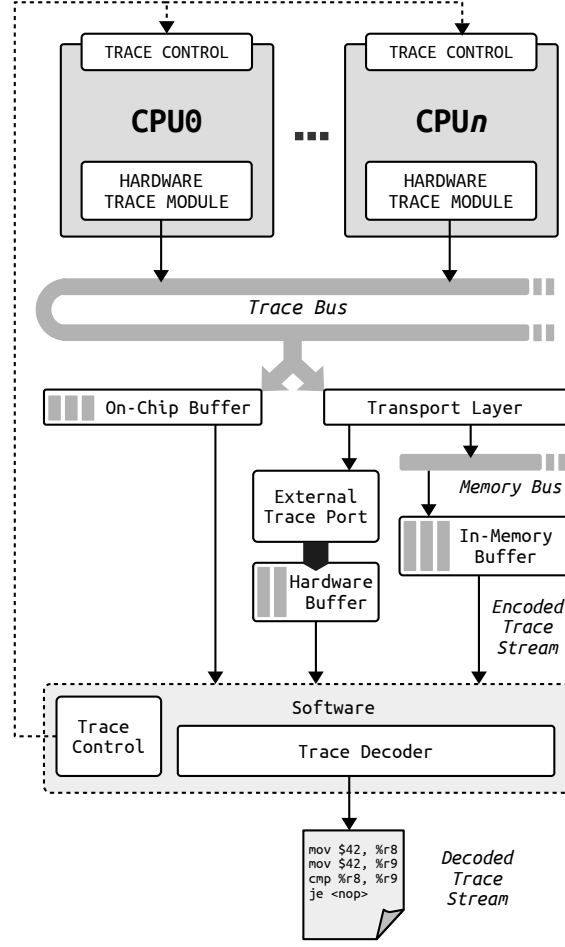 TRACE CONTROL
TRACE CONTROL
CPU0
CPUn
HARDWARE
TRACE MODULE
HARDWARE
TRACE MODULE
Trace Bus
On-Chip Buffer
Transport Layer
Memory Bus
External
Trace Port
In-Memory
Buffer
Hardware
Buffer
Encoded
Trace
Stream
Software
Trace
Control
Trace Decoder
mov $42, %r8
mov $42, %r9
cmp %r8, %r9
je <nop>
Decoded
Trace
Stream